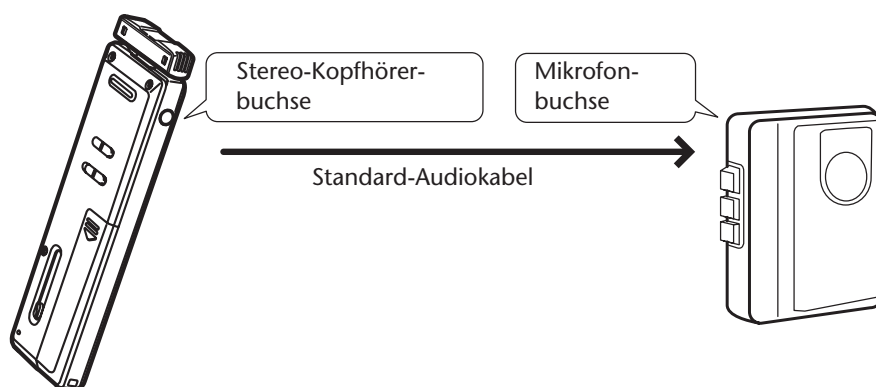 Stereo-Kopfhörer-
buchse
Mikrofon-
buchse
Standard-Audiokabel